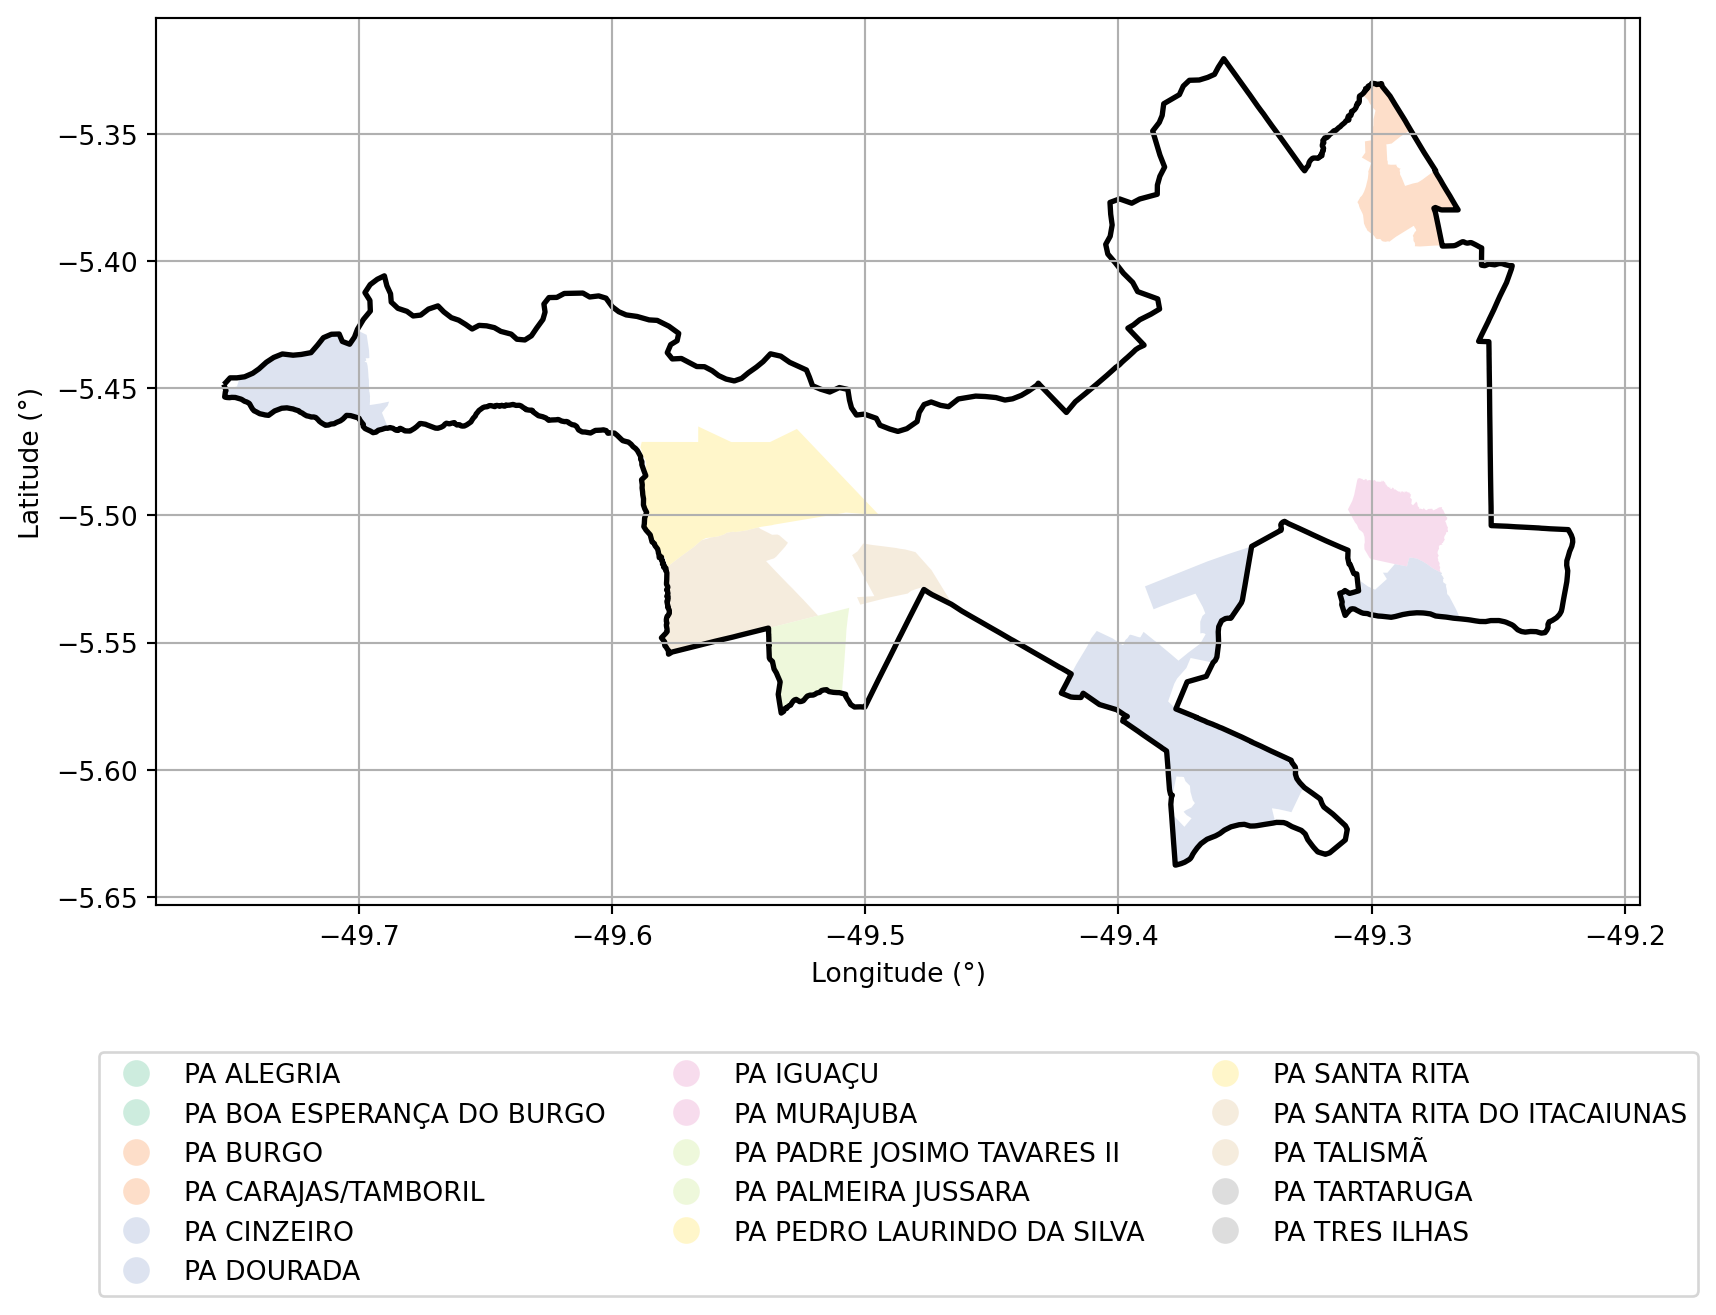 −5.35
−5.40
−5.45
−5.50
−5.55
−5.60
−5.65
Latitude (°)
−49.7
−49.6
−49.5
−49.4
−49.3
−49.2
Longitude (°)
PA ALEGRIA
PA BOA ESPERANÇA DO BURGO
PA BURGO
PA CARAJAS/TAMBORIL
PA CINZEIRO
PA DOURADA
PA IGUAÇU
PA MURAJUBA
PA PADRE JOSIMO TAVARES II
PA PALMEIRA JUSSARA
PA PEDRO LAURINDO DA SILVA
PA SANTA RITA
PA SANTA RITA DO ITACAIUNAS
PA TALISMÃ
PA TARTARUGA
PA TRES ILHAS